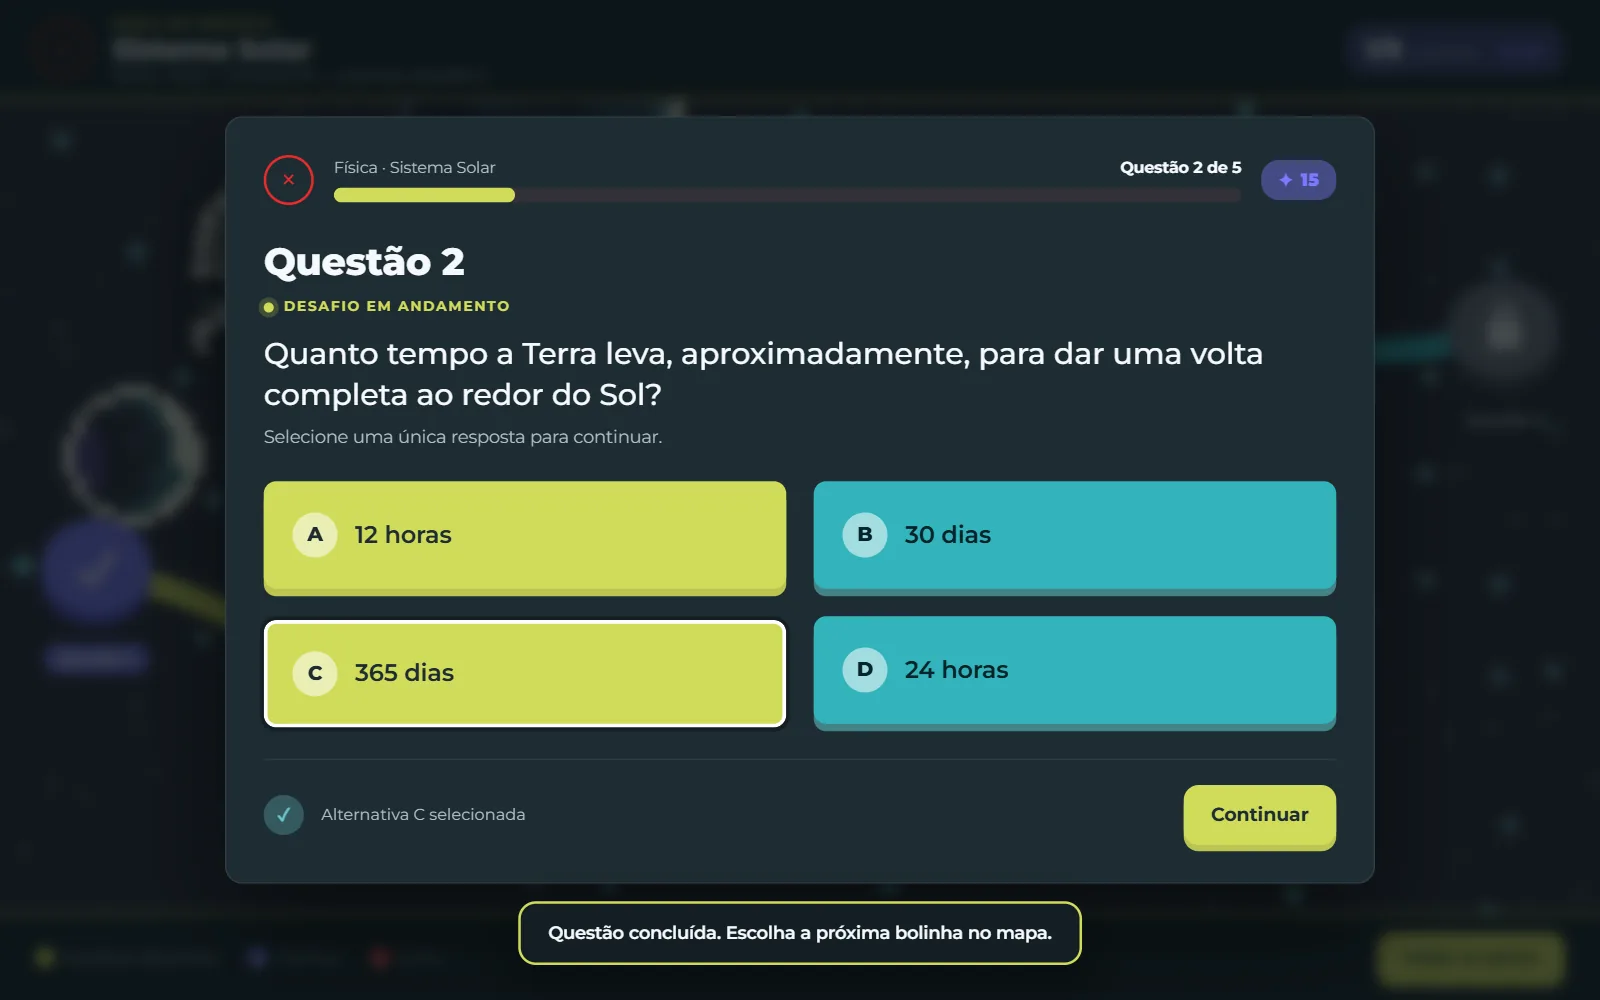 Sistema Solar
Física · Sistema Solar
Questão 2 de 5
✦ 15
Questão 2
DESAFIO EM ANDAMENTO
Quanto tempo a Terra leva, aproximadamente, para dar uma volta
completa ao redor do Sol?
Selecione uma única resposta para continuar.
A 12 horas
B 30 dias
C 365 dias
D 24 horas
Alternativa C selecionada
Continuar
Questão concluída. Escolha a próxima bolinha no mapa.